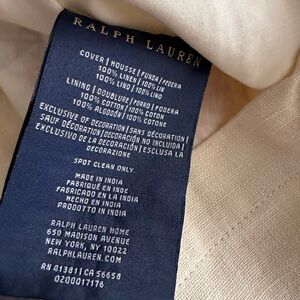 RALPH LAUREN
COVER | HOUSSE | FUNDA | FODERA
100% LINEN | 100% LIN
100% LINO | 100% LINO
LINING | DOUBLURE | FORRO | FODERA
100% COTTON | 100% COTON
100% ALGODÓN | 100% COTONE
EXCLUSIVE OF DECORATION | SANS DÉCORATION |
SAUF DÉCORATION | DECORACIÓN NO INCLUIDA |
EXCLUSIVO DE LA DECORACIÓN | ESCLUSA LA
DECORAZIONE
SPOT CLEAN ONLY.
MADE IN INDIA
FABRIQUÉ EN INDE
FABRICADO EN LA INDIA
HECHO EN INDIA
PRODOTTO IN INDIA
RALPH LAUREN HOME
650 MADISON AVENUE
NEW YORK, NY 10022
RALPHLAUREN.COM
RN 41381 | CA 56658
0200017176